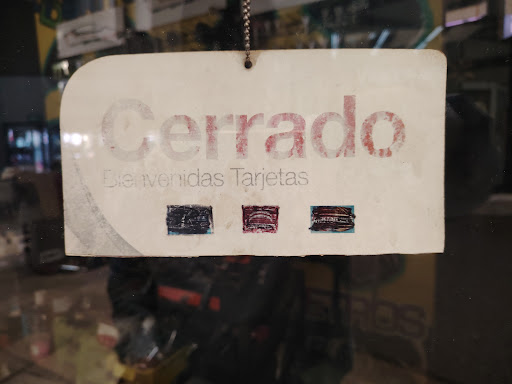 Cerrado
Bienvenidas Tarjetas